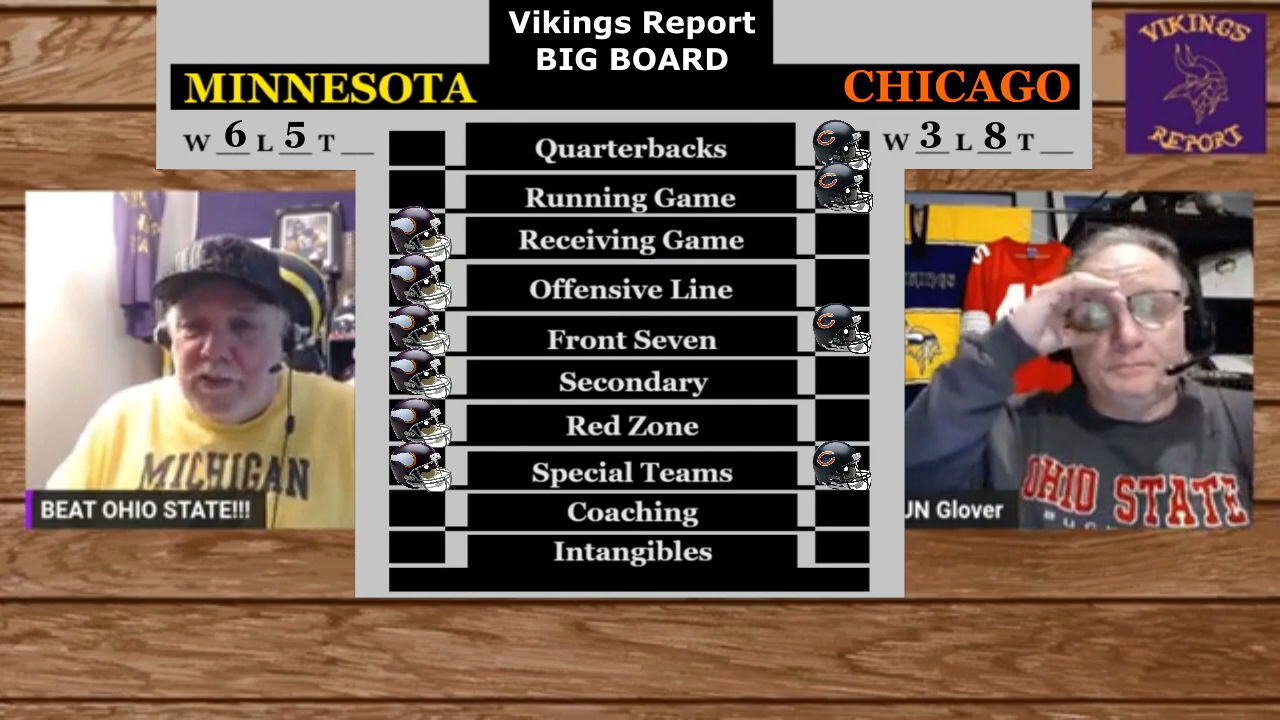 Vikings Report
BIG BOARD
MINNESOTA
CHICAGO
W 6 L 5 T __
W 3 L 8 T __
VIKINGS
REPORT
Quarterbacks
Running Game
Receiving Game
Offensive Line
Front Seven
Secondary
Red Zone
Special Teams
Coaching
Intangibles
MICHIGAN
BEAT OHIO STATE!!!
OHIO STATE
UN Glover